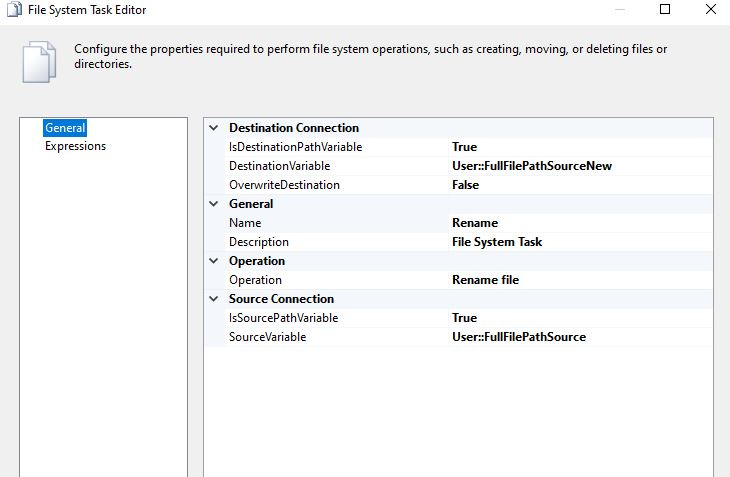 File System Task Editor
Configure the properties required to perform file system operations, such as creating, moving, or deleting files or
directories.
General
Expressions
Destination Connection
IsDestinationPathVariable True
DestinationVariable User::FullFilePathSourceNew
OverwriteDestination False
General
Name Rename
Description File System Task
Operation
Operation Rename file
Source Connection
IsSourcePathVariable True
SourceVariable User::FullFilePathSource